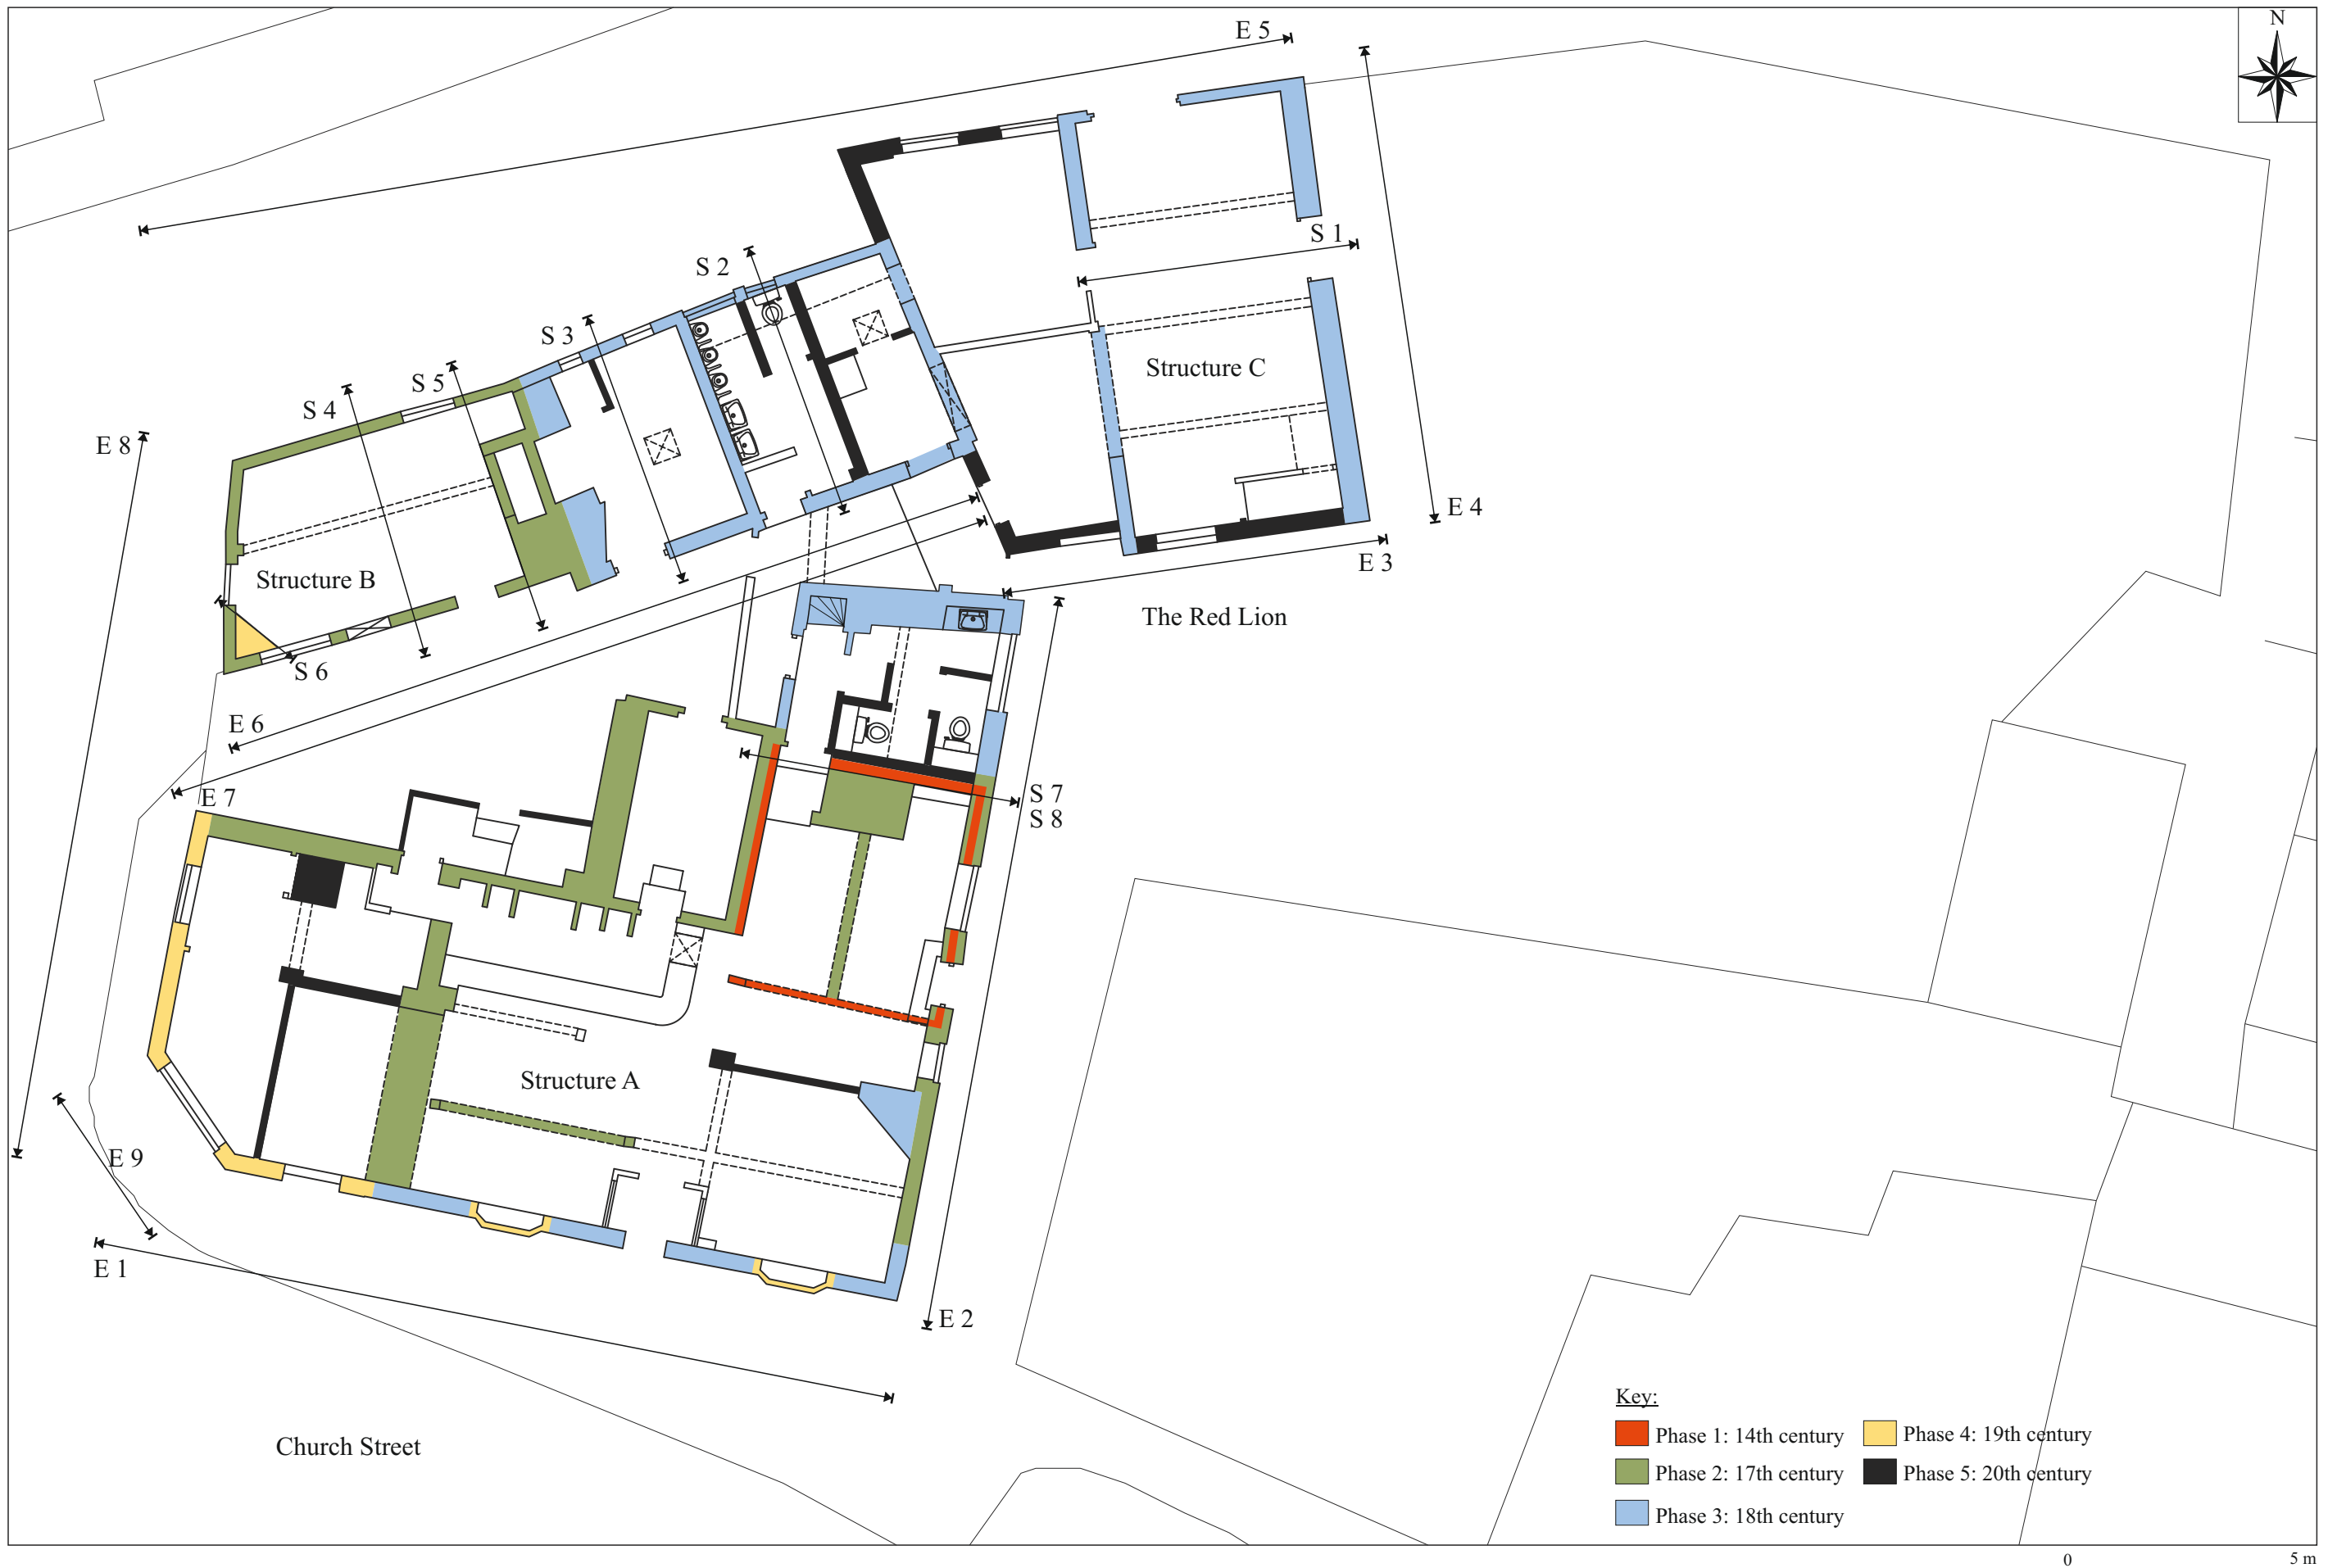 N
E 5
S 1
S 2
S 3
S 5
S 4
E 8
Structure C
E 4
E 3
Structure B
The Red Lion
S 6
E 6
E 7
S 7
S 8
Structure A
E 9
E 1
E 2
Church Street
Key:
Phase 1: 14th century
Phase 2: 17th century
Phase 3: 18th century
Phase 4: 19th century
Phase 5: 20th century
0
5 m